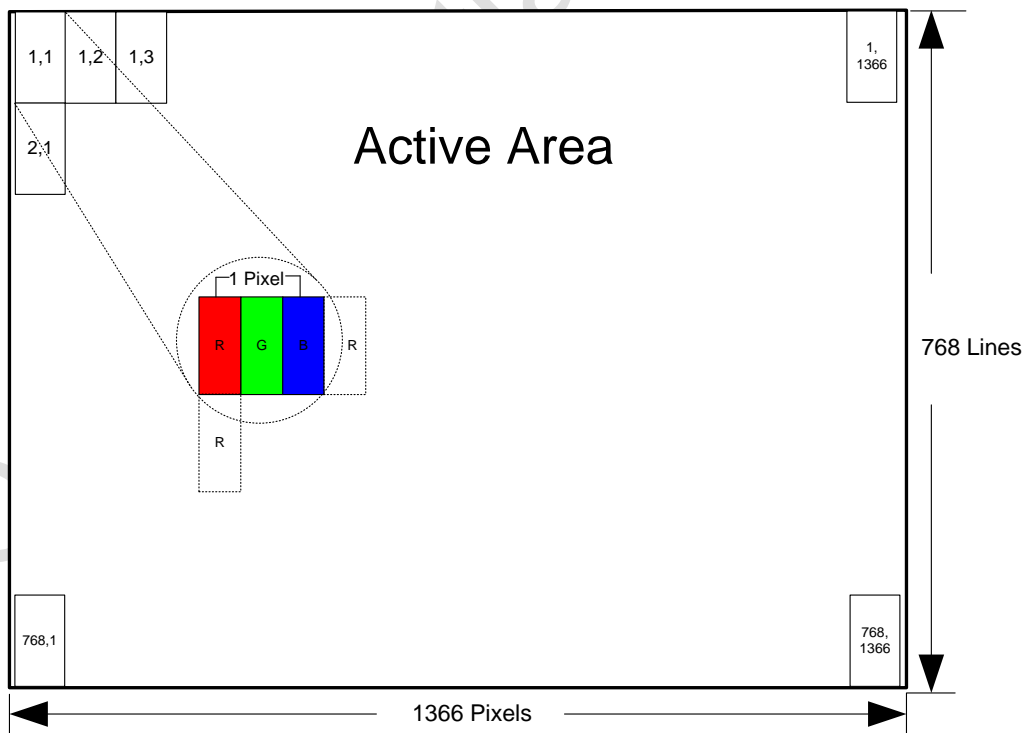 1,1
1,2
1,3
1,
1366
2,1
Active Area
1 Pixel
R
G
B
R
R
768 Lines
768,1
768,
1366
1366 Pixels